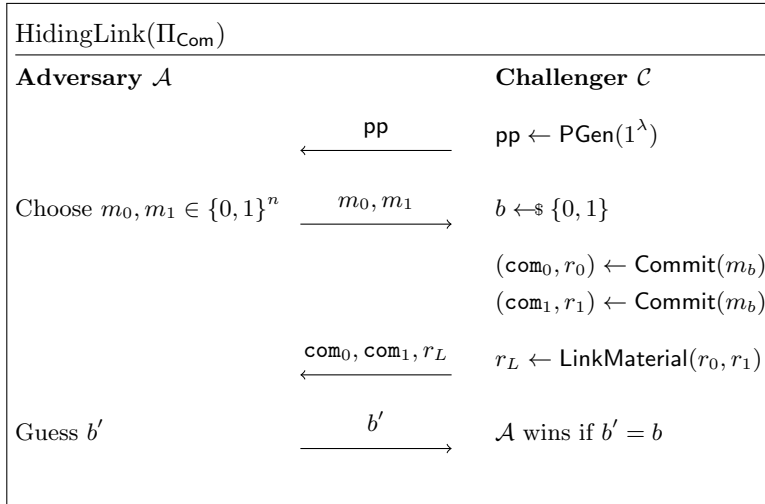 HidingLink(Π_Com)
Adversary 𝒜 Challenger 𝒞
pp
pp ← PGen(1^λ)
Choose m_0, m_1 ∈ {0, 1}^n
m_0, m_1
b ←$ {0, 1}
(com_0, r_0) ← Commit(m_b)
(com_1, r_1) ← Commit(m_b)
com_0, com_1, r_L
r_L ← LinkMaterial(r_0, r_1)
Guess b′
b′
𝒜 wins if b′ = b